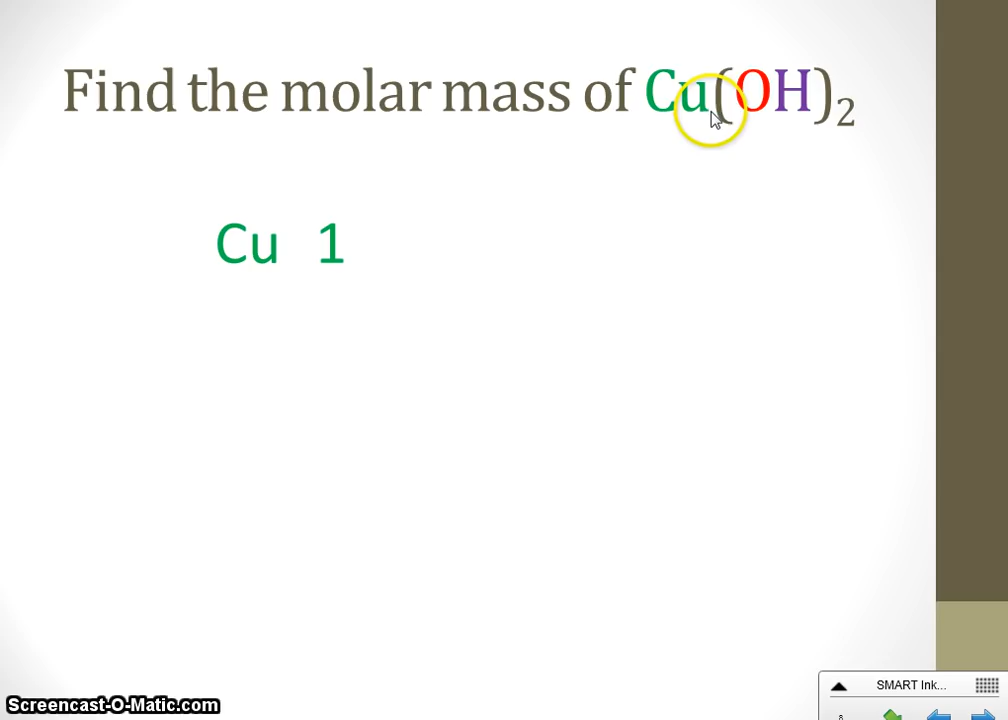 Find the molar mass of Cu(OH)₂
Cu 1
SMART Ink...
Screencast-O-Matic.com